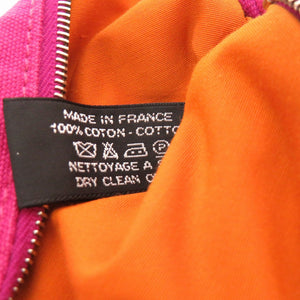 MADE IN FRANCE
100% COTON - COTTO
P
NETTOYAGE A
DRY CLEAN